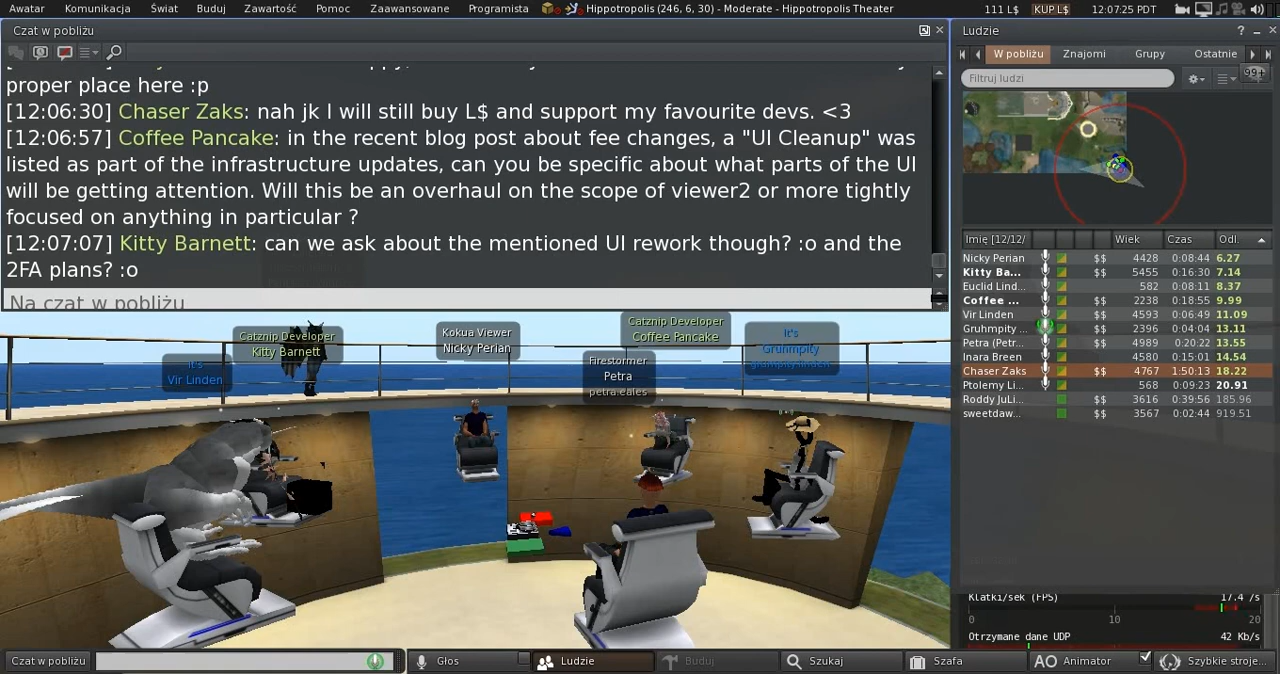 Awatar Komunikacja Świat Buduj Zawartość Pomoc Zaawansowane Programista Hippotropolis (246, 6, 30) - Moderate - Hippotropolis Theater 111 L$ KUP L$ 12:07:25 PDT
Czat w pobliżu
proper place here :p
[12:06:30] Chaser Zaks: nah jk I will still buy L$ and support my favourite devs. <3
[12:06:57] Coffee Pancake: in the recent blog post about fee changes, a "UI Cleanup" was
listed as part of the infrastructure updates, can you be specific about what parts of the UI
will be getting attention. Will this be an overhaul on the scope of viewer2 or more tightly
focused on anything in particular ?
[12:07:07] Kitty Barnett: can we ask about the mentioned UI rework though? :o and the
2FA plans? :o
Na czat w pobliżu
Ludzie
W pobliżu Znajomi Grupy Ostatnie
Filtruj ludzi
99+
Imię [12/12/ Wiek Czas Odl.
Nicky Perian $$ 4428 0:08:44 6.27
Kitty Ba... $$ 5455 0:16:30 7.14
Euclid Lind... 582 0:08:11 8.37
Coffee ... $$ 2238 0:18:55 9.99
Vir Linden 4593 0:06:49 11.09
Gruhmpity ... $$ 2396 0:04:04 13.11
Petra (Petr... $$ 4989 0:20:22 13.55
Inara Breen 4580 0:15:01 14.54
Chaser Zaks $$ 4767 1:50:13 18.22
Ptolemy Li... 568 0:09:23 20.91
Roddy JuLi... $$ 3616 0:39:56 185.96
sweetdaw... $$ 3567 0:02:44 919.51
It's
Vir Linden
Catznip Developer
Kitty Barnett
Kokua Viewer
Nicky Perian
Firestormer
Petra
petra.eales
Catznip Developer
Coffee Pancake
It's
Gruhmpity
grumpity.linden
Klatki/sek (FPS) 17.4 /s
0 10 20
Otrzymane dane UDP 42 Kb/s
Czat w pobliżu Głos Ludzie Buduj Szukaj Szafa AO Animator Szybkie stroje...